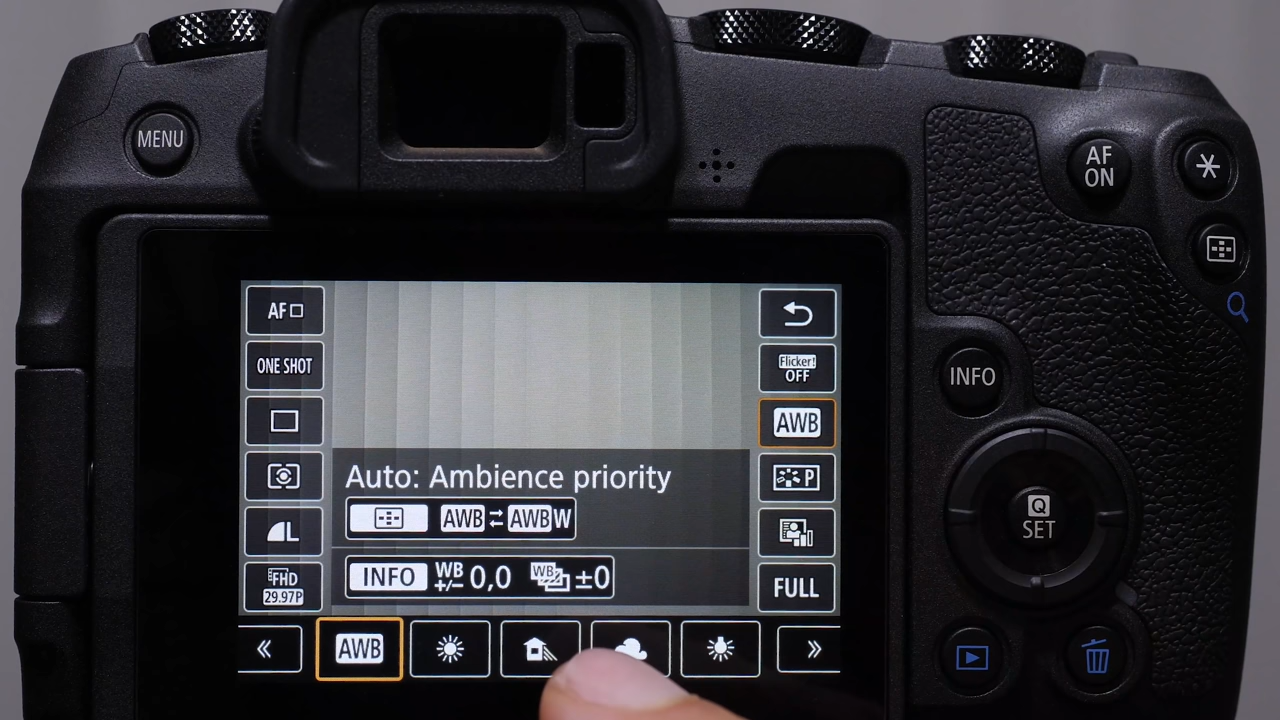 MENU
AF
ON
INFO
Q
SET
AF
ONE SHOT
L
FHD
29.97P
Flicker!
OFF
AWB
P
FULL
Auto: Ambience priority
AWB AWBW
INFO WB +/- 0,0 WB ±0
« AWB »